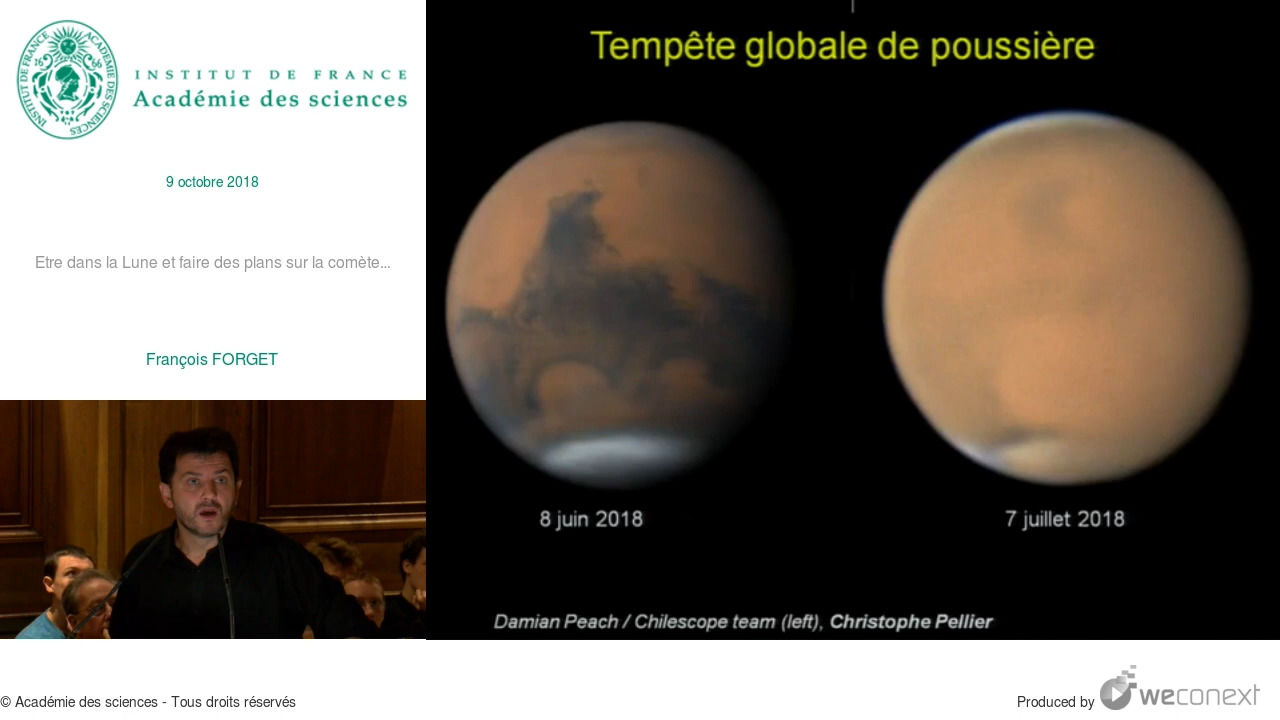 INSTITUT DE FRANCE
Académie des sciences
9 octobre 2018
Etre dans la Lune et faire des plans sur la comète...
François FORGET
Tempête globale de poussière
8 juin 2018
7 juillet 2018
Damian Peach / Chilescope team (left), Christophe Pellier
© Académie des sciences - Tous droits réservés
Produced by weconext